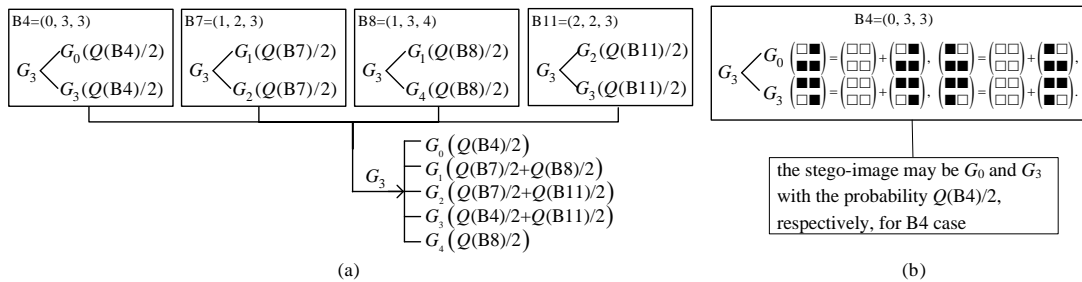 B4=(0, 3, 3)
G₃
G₀(Q(B4)/2)
G₃(Q(B4)/2)
B7=(1, 2, 3)
G₃
G₁(Q(B7)/2)
G₂(Q(B7)/2)
B8=(1, 3, 4)
G₃
G₁(Q(B8)/2)
G₄(Q(B8)/2)
B11=(2, 2, 3)
G₃
G₂(Q(B11)/2)
G₃(Q(B11)/2)
G₃
G₀(Q(B4)/2)
G₁(Q(B7)/2+Q(B8)/2)
G₂(Q(B7)/2+Q(B11)/2)
G₃(Q(B4)/2+Q(B11)/2)
G₄(Q(B8)/2)
(a)
B4=(0, 3, 3)
G₃
G₀ (□■ ■■)=(□□ □□)+(□■ ■■), (■□ ■■)=(□□ □□)+(■□ ■■),
G₃ (■■ □■)=(□□ □□)+(■■ □■), (■■ ■□)=(□□ □□)+(■■ ■□).
the stego-image may be G₀ and G₃
with the probability Q(B4)/2,
respectively, for B4 case
(b)